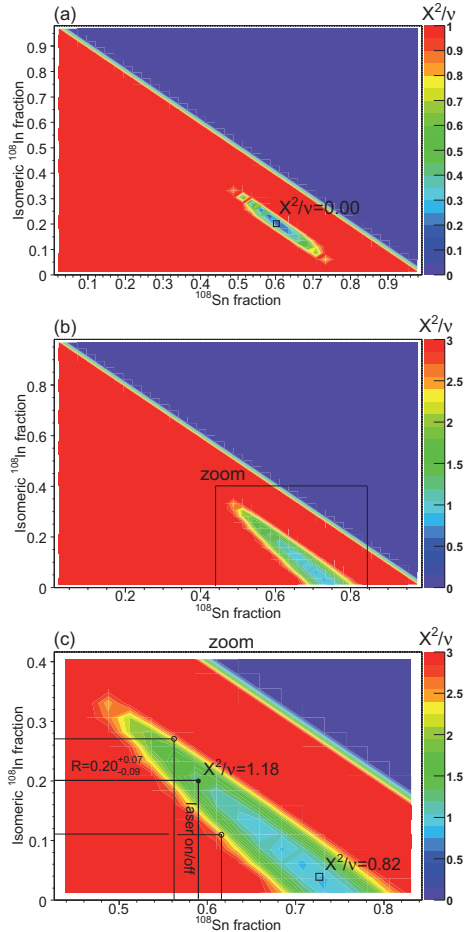 (a)
X²/ν
Isomeric ¹⁰⁸In fraction
0.9
0.8
0.7
0.6
0.5
0.4
0.3
0.2
0.1
0
X²/ν=0.00
0.1 0.2 0.3 0.4 0.5 0.6 0.7 0.8 0.9
¹⁰⁸Sn fraction
1
0.9
0.8
0.7
0.6
0.5
0.4
0.3
0.2
0.1
0
(b)
X²/ν
Isomeric ¹⁰⁸In fraction
0.8
0.6
0.4
0.2
0
zoom
0.2 0.4 0.6 0.8
¹⁰⁸Sn fraction
3
2.5
2
1.5
1
0.5
0
(c)
zoom
X²/ν
Isomeric ¹⁰⁸In fraction
0.4
0.3
0.2
0.1
0
R=0.20+0.07-0.09
X²/ν=1.18
laser on/off
X²/ν=0.82
0.5 0.6 0.7 0.8
¹⁰⁸Sn fraction
3
2.5
2
1.5
1
0.5
0